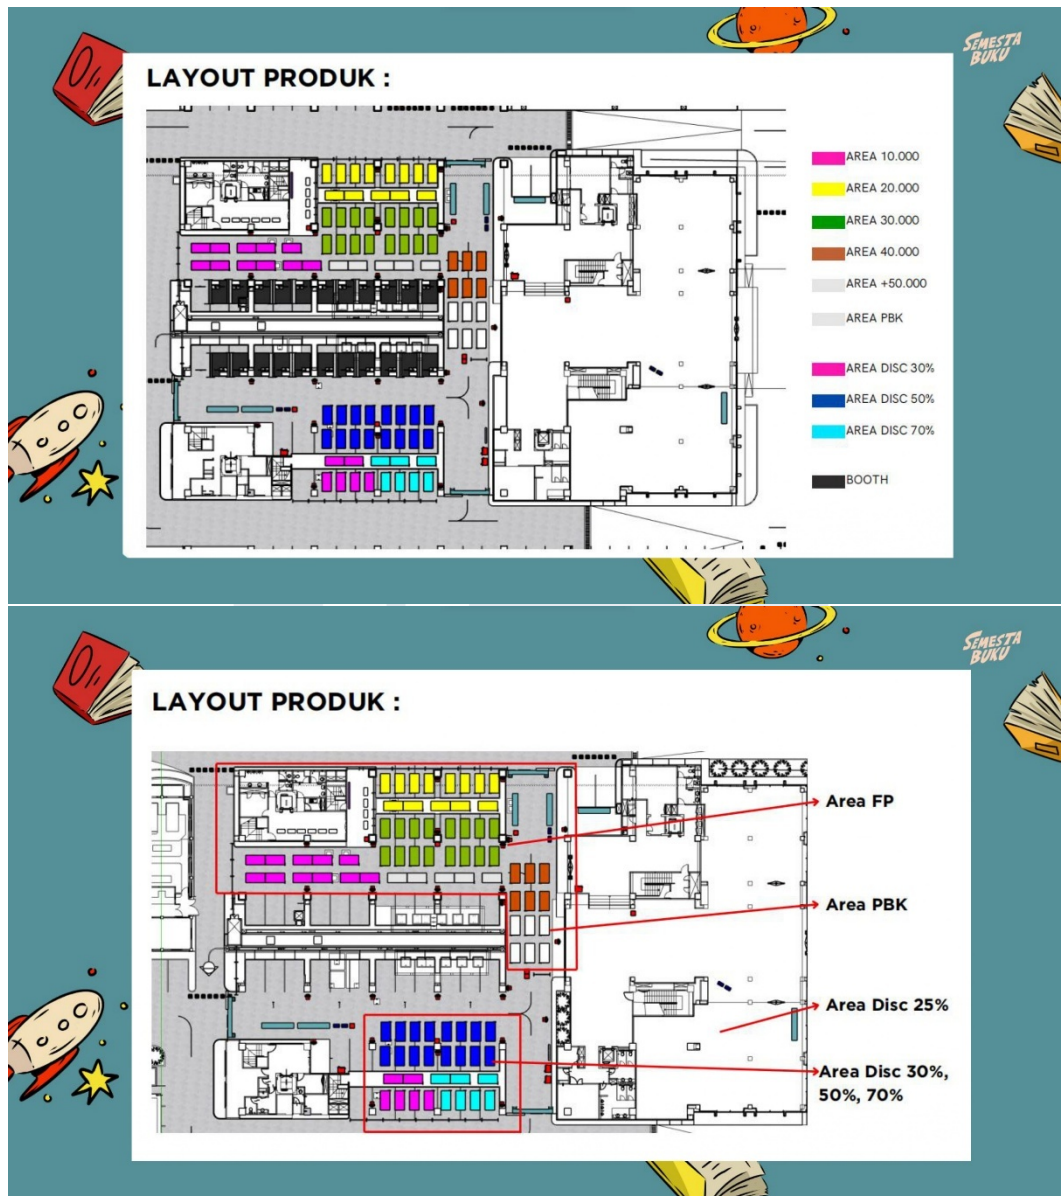 SEMESTA
BUKU
LAYOUT PRODUK :
AREA 10.000
AREA 20.000
AREA 30.000
AREA 40.000
AREA +50.000
AREA PBK
AREA DISC 30%
AREA DISC 50%
AREA DISC 70%
BOOTH
SEMESTA
BUKU
LAYOUT PRODUK :
Area FP
Area PBK
Area Disc 25%
Area Disc 30%,
50%, 70%